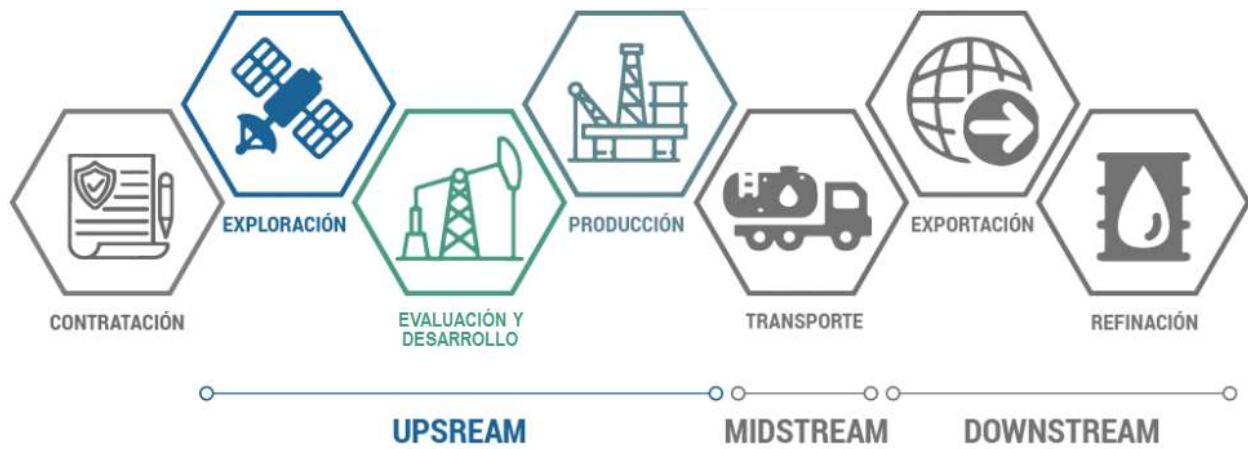 CONTRATACIÓN
EXPLORACIÓN
EVALUACIÓN Y
DESARROLLO
PRODUCCIÓN
TRANSPORTE
EXPORTACIÓN
REFINACIÓN
UPSREAM
MIDSTREAM
DOWNSTREAM